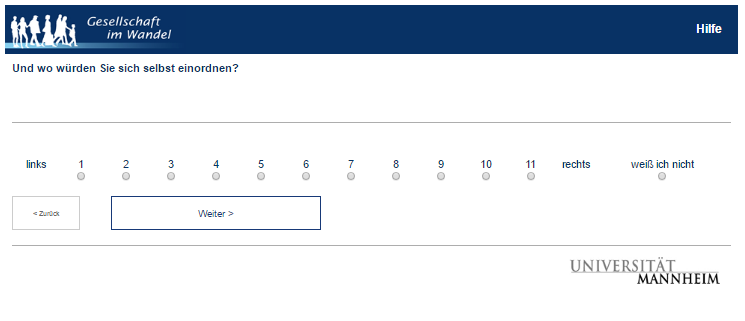 Gesellschaft
im Wandel
Hilfe
Und wo würden Sie sich selbst einordnen?
links 1 2 3 4 5 6 7 8 9 10 11 rechts weiß ich nicht
< Zurück Weiter >
UNIVERSITÄT
MANNHEIM